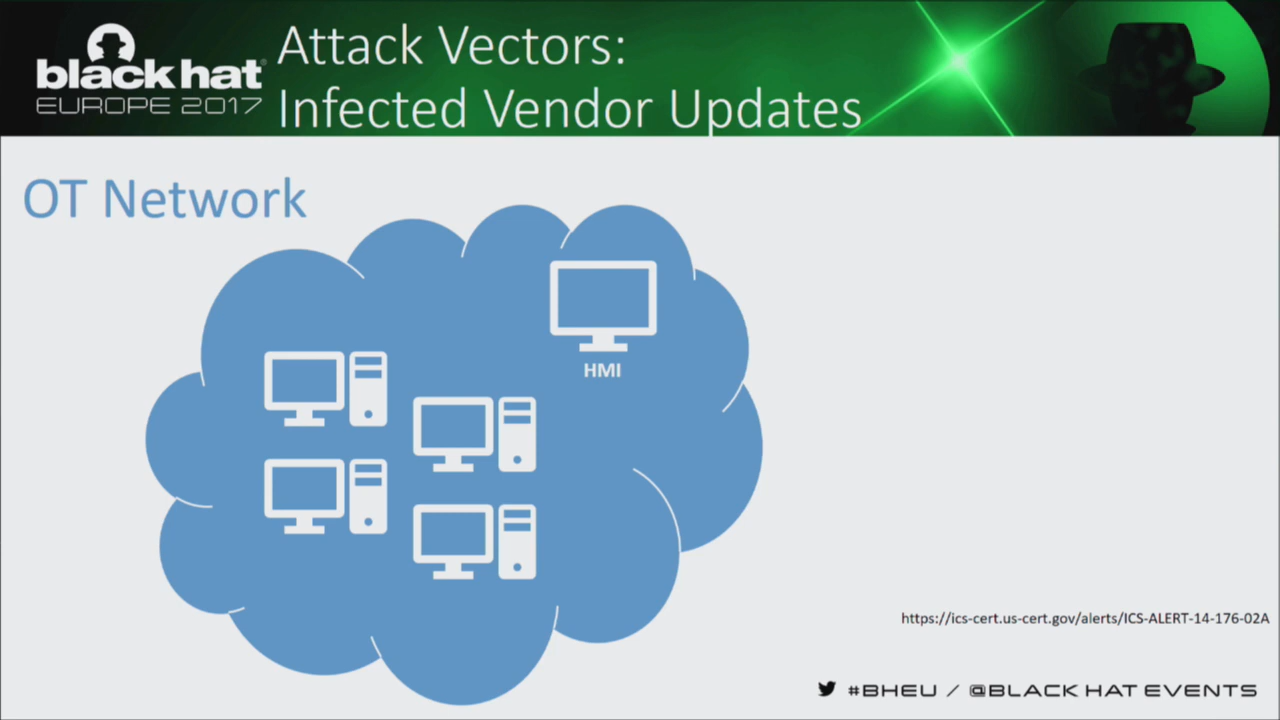 black hat
EUROPE 2017
Attack Vectors:
Infected Vendor Updates
OT Network
HMI
https://ics-cert.us-cert.gov/alerts/ICS-ALERT-14-176-02A
#BHEU / @BLACK HAT EVENTS